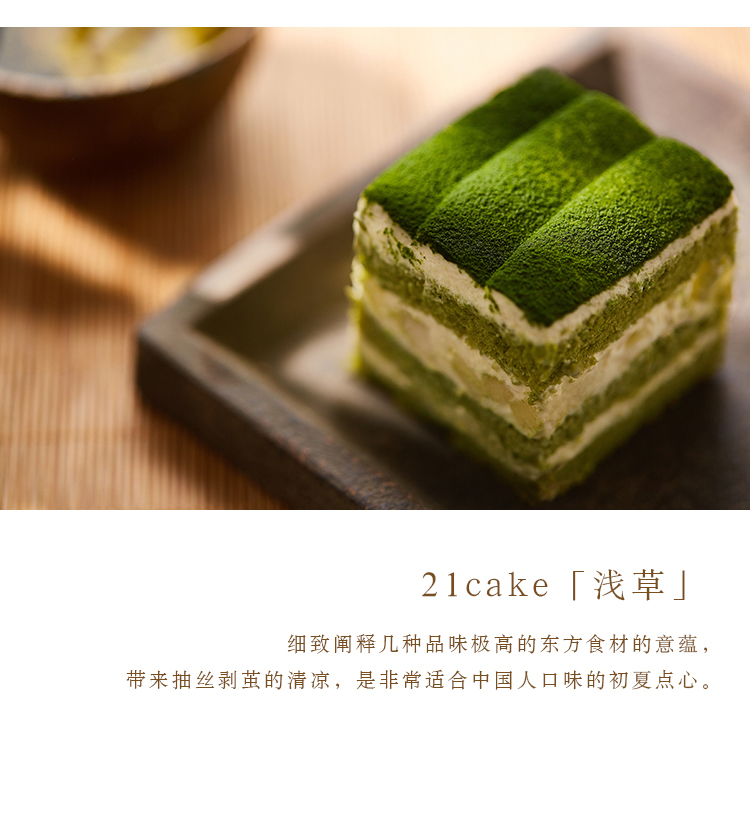 21cake「浅草」
细致阐释几种品味极高的东方食材的意蕴，
带来抽丝剥茧的清凉，是非常适合中国人口味的初夏点心。